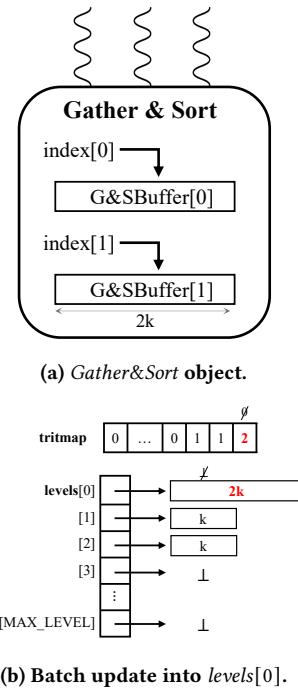 Gather & Sort
index[0]
G&SBuffer[0]
index[1]
G&SBuffer[1]
2k
(a) Gather&Sort object.
0
tritmap 0 ... 0 1 1 2
⊥
levels[0] 2k
[1] k
[2] k
[3] ⊥
⋮
[MAX_LEVEL] ⊥
(b) Batch update into levels[0].